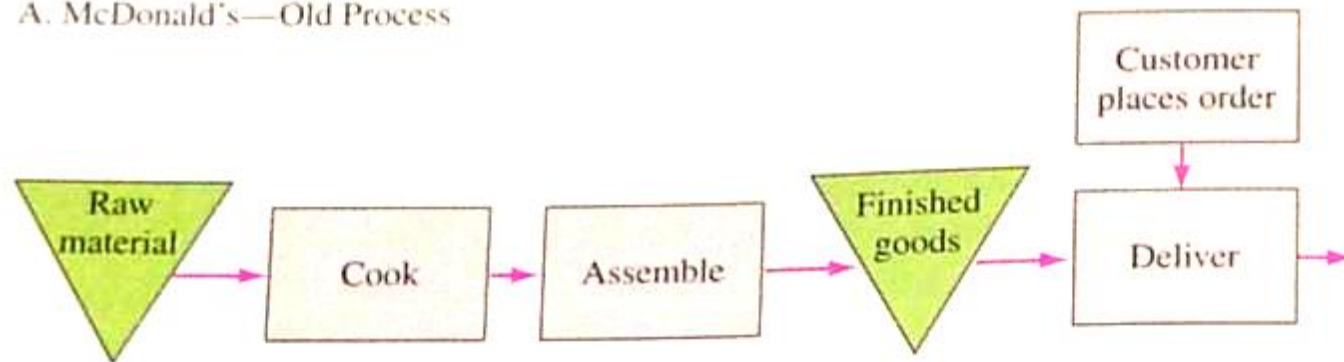 A. McDonald's—Old Process
Customer
places order
Raw
material
Cook
Assemble
Finished
goods
Deliver